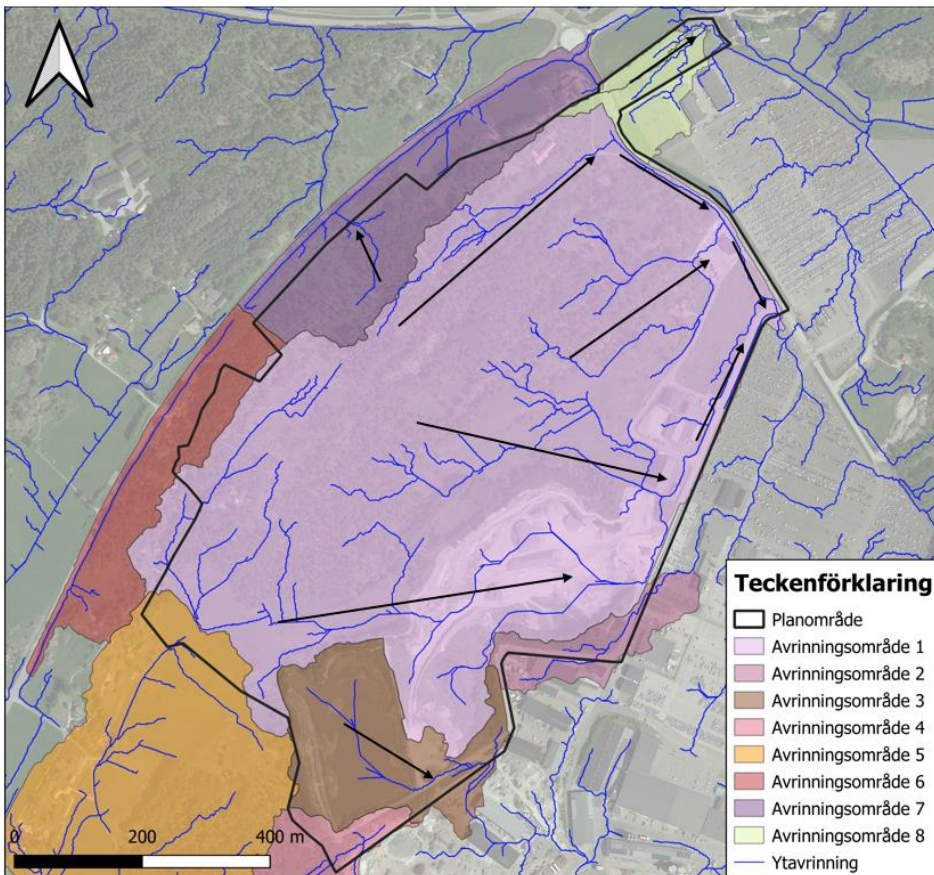 Teckenförklaring
Planområde
Avrinningsområde 1
Avrinningsområde 2
Avrinningsområde 3
Avrinningsområde 4
Avrinningsområde 5
Avrinningsområde 6
Avrinningsområde 7
Avrinningsområde 8
Ytavrinning
0 200 400 m